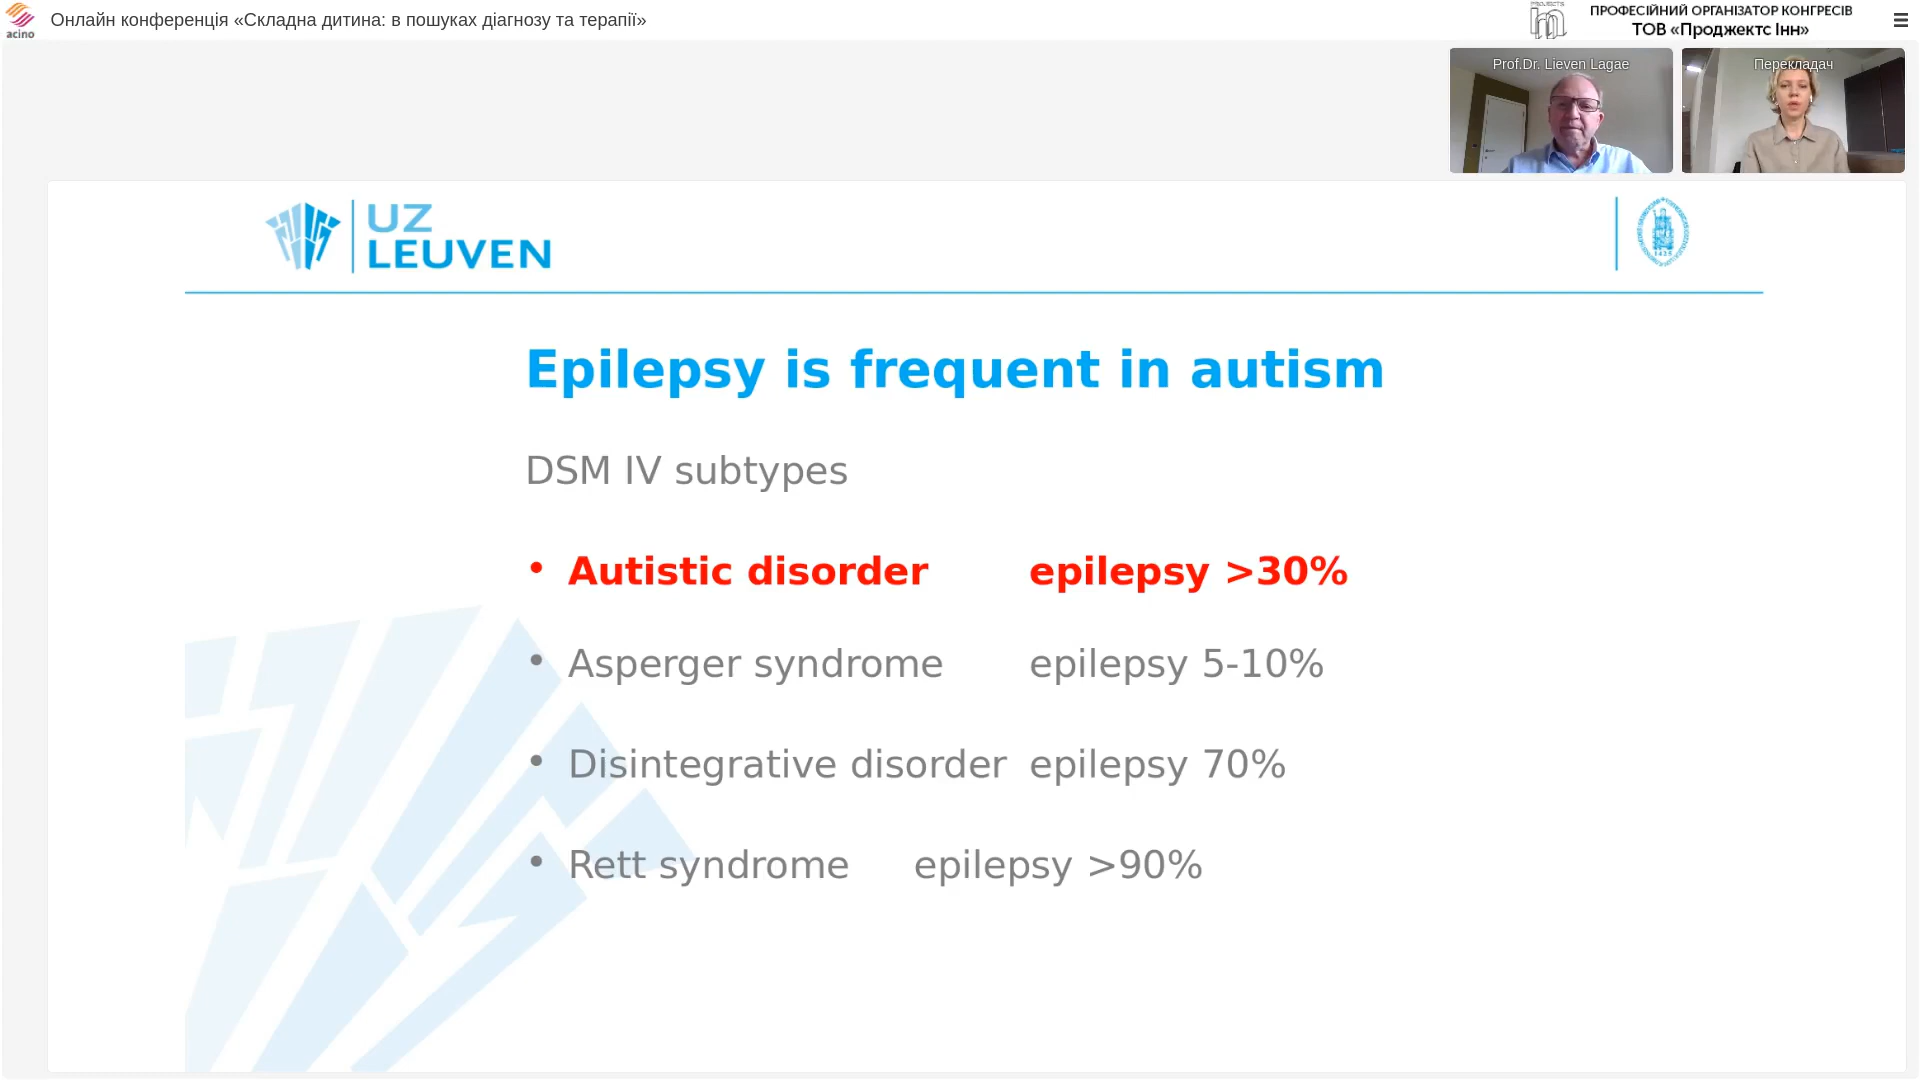 acino
Онлайн конференція «Складна дитина: в пошуках діагнозу та терапії»
PROJECTS
ПРОФЕСІЙНИЙ ОРГАНІЗАТОР КОНГРЕСІВ
ТОВ «Проджектс Інн»
Prof.Dr. Lieven Lagae
Перекладач
UZ
LEUVEN
1425
Epilepsy is frequent in autism
DSM IV subtypes
• Autistic disorder epilepsy >30%
• Asperger syndrome epilepsy 5-10%
• Disintegrative disorder epilepsy 70%
• Rett syndrome epilepsy >90%